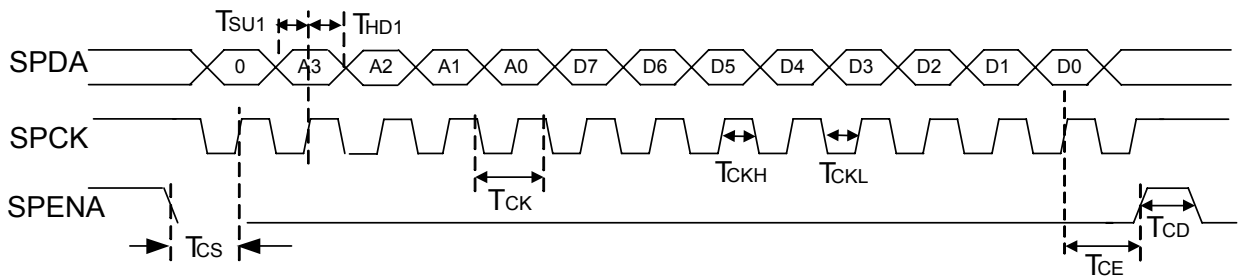 TSU1 THD1
SPDA 0 A3 A2 A1 A0 D7 D6 D5 D4 D3 D2 D1 D0
SPCK
TCKH TCKL
TCK
SPENA
TCS TCD
TCE